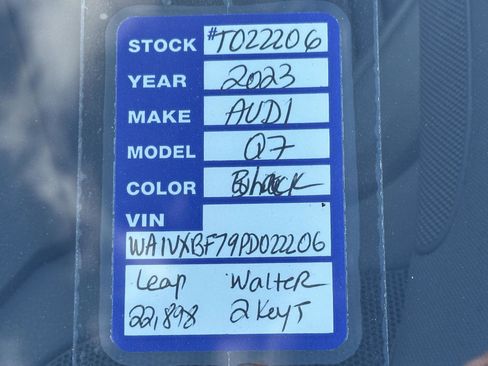 STOCK #T022206
YEAR 2023
MAKE AUDI
MODEL Q7
COLOR Black
VIN
WA1VXBF79PD022206
Leap Walter
22,898 2 KeyT